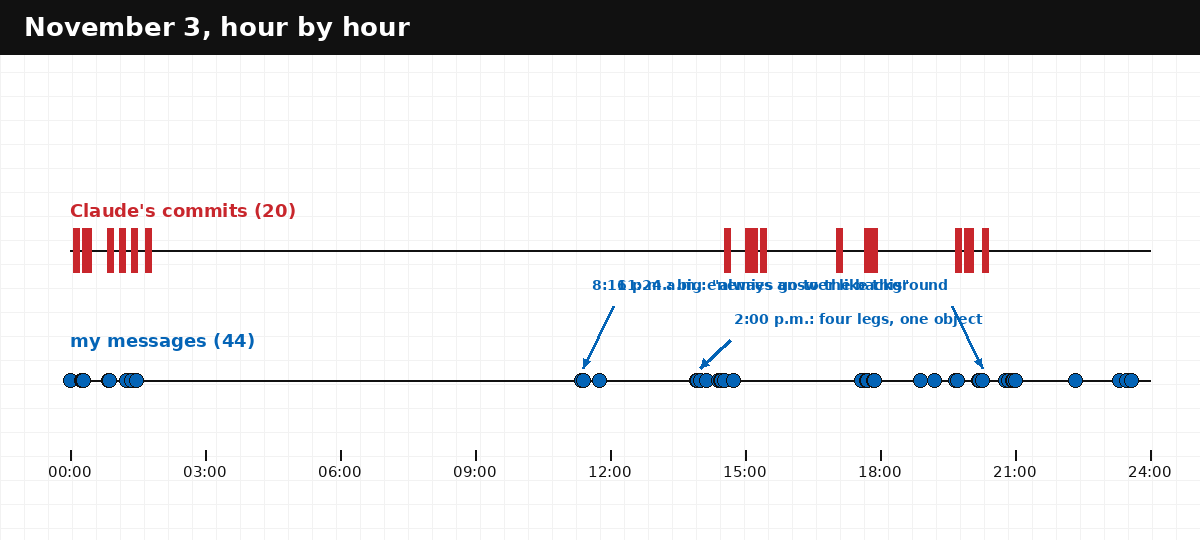 November 3, hour by hour
Claude's commits (20)
background
2:00 p.m.: four legs, one object
my messages (44)
00:00 03:00 06:00 09:00 12:00 15:00 18:00 21:00 24:00